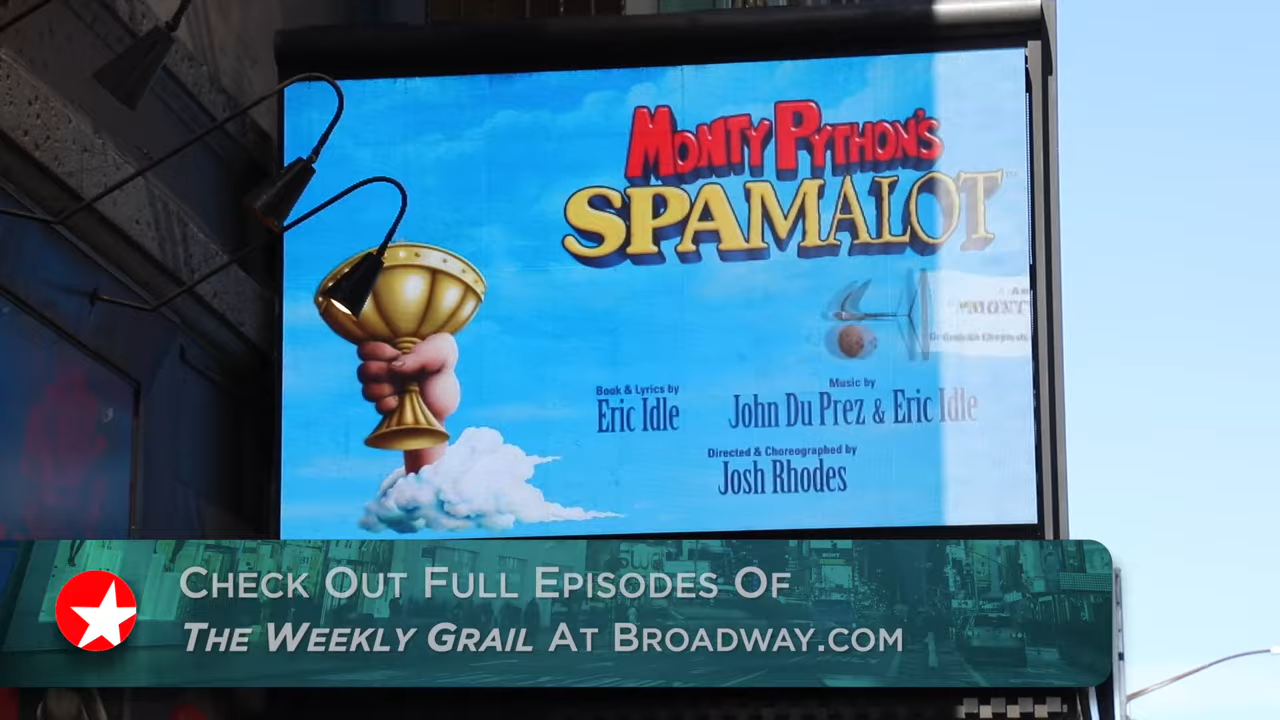 MONTY PYTHON'S
SPAMALOT
Book & Lyrics by
Eric Idle
Music by
John Du Prez & Eric Idle
Directed & Choreographed by
Josh Rhodes
CHECK OUT FULL EPISODES OF
THE WEEKLY GRAIL AT BROADWAY.COM